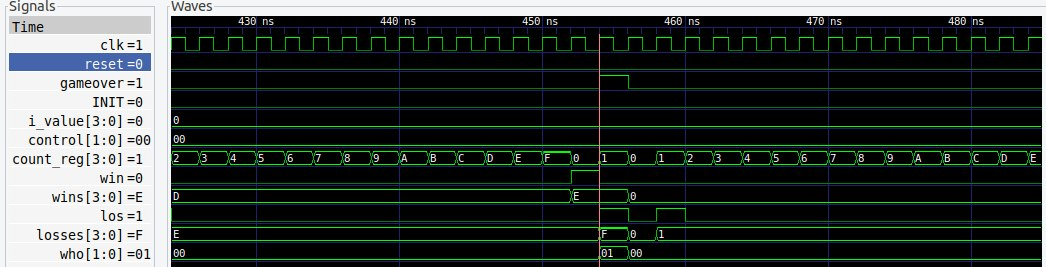 Signals Waves
Time 430 ns 440 ns 450 ns 460 ns 470 ns 480 ns
clk=1
reset=0
gameover=1
INIT=0
i_value[3:0]=0 0
control[1:0]=00 00
count_reg[3:0]=1 2 3 4 5 6 7 8 9 A B C D E F 0 1 0 1 2 3 4 5 6 7 8 9 A B C D E
win=0
wins[3:0]=E D E 0
los=1
losses[3:0]=F E F 0 1
who[1:0]=01 00 01 00